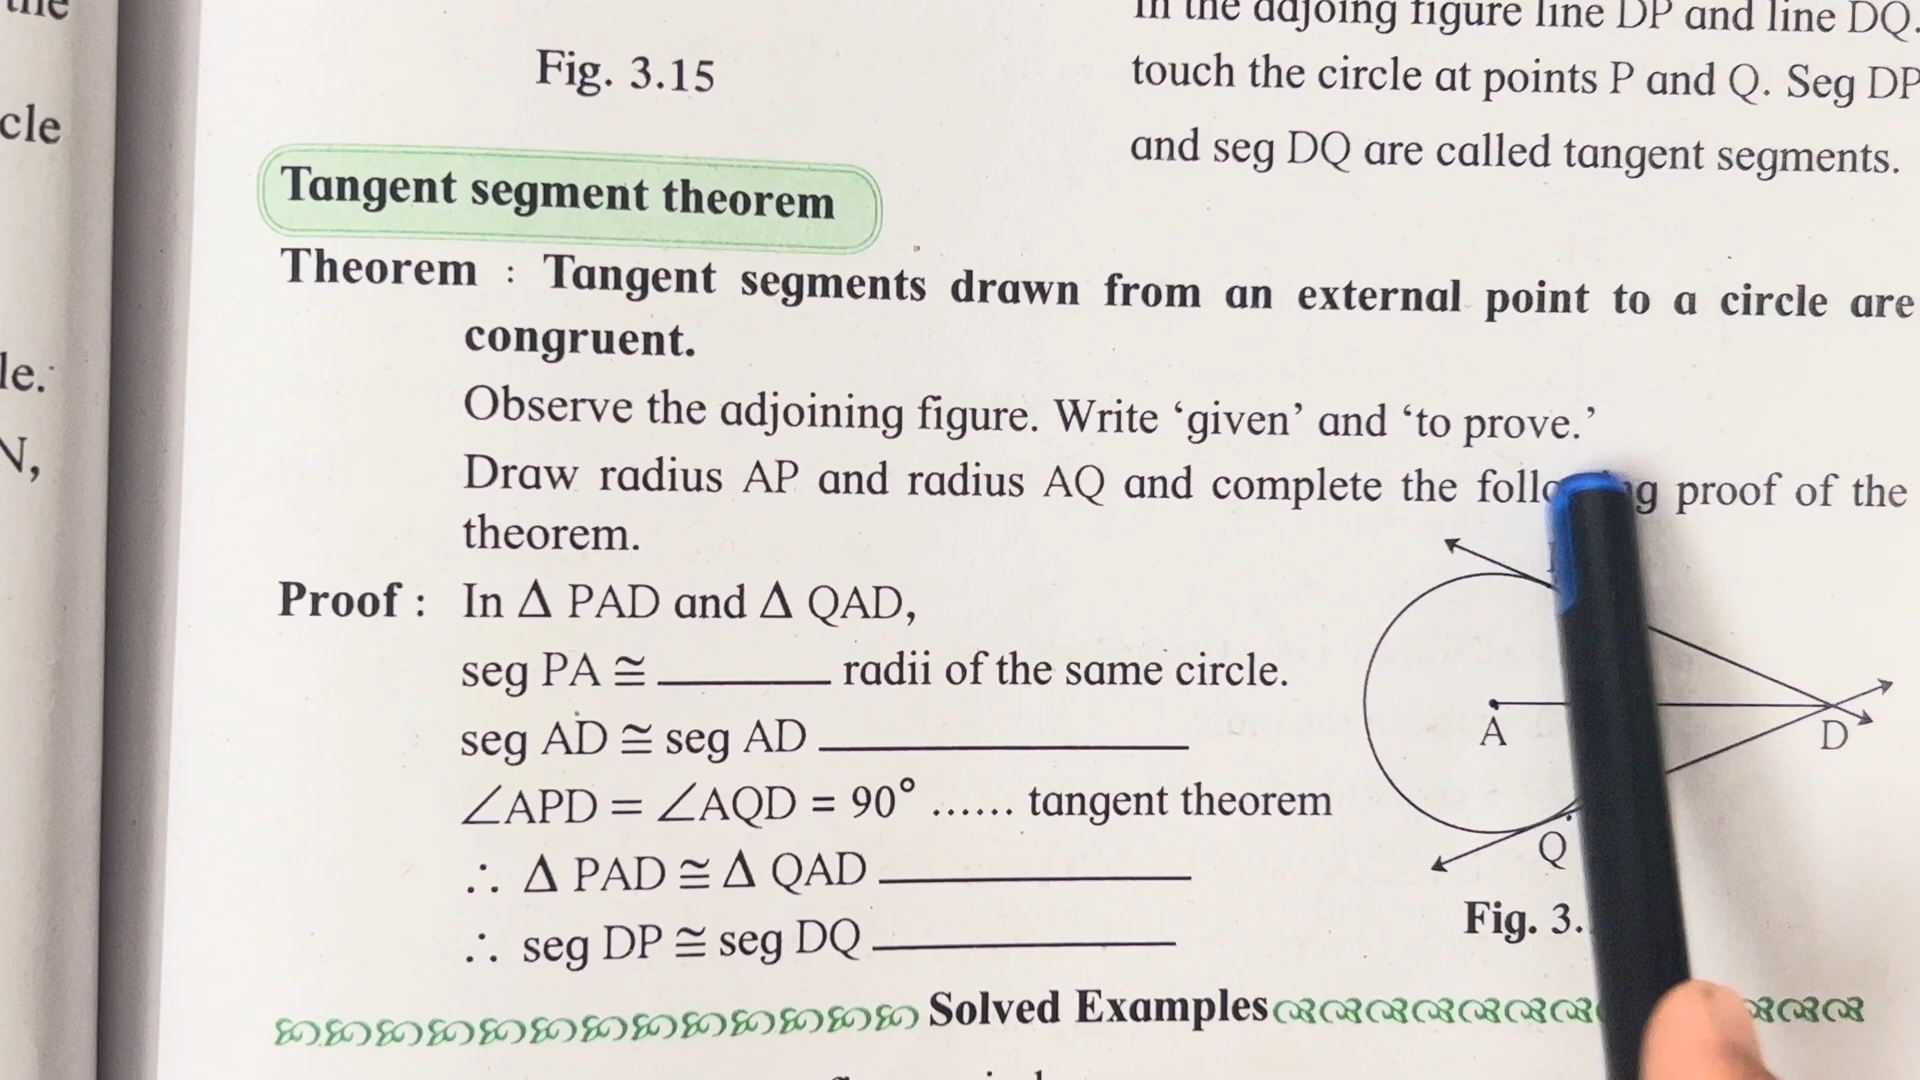 cle
le.
N,
Fig. 3.15
in the adjoing figure line DP and line DQ.
touch the circle at points P and Q. Seg DP
and seg DQ are called tangent segments.
Tangent segment theorem
Theorem : Tangent segments drawn from an external point to a circle are
congruent.
Observe the adjoining figure. Write ‘given’ and ‘to prove.’
Draw radius AP and radius AQ and complete the proof of the
theorem.
Proof : In Δ PAD and Δ QAD,
seg PA ≅ ________ radii of the same circle.
seg AD ≅ seg AD ________________
∠APD = ∠AQD = 90° ...... tangent theorem
∴ Δ PAD ≅ Δ QAD ______________
∴ seg DP ≅ seg DQ ______________
A
D
Q
Fig. 3.
Solved Examples